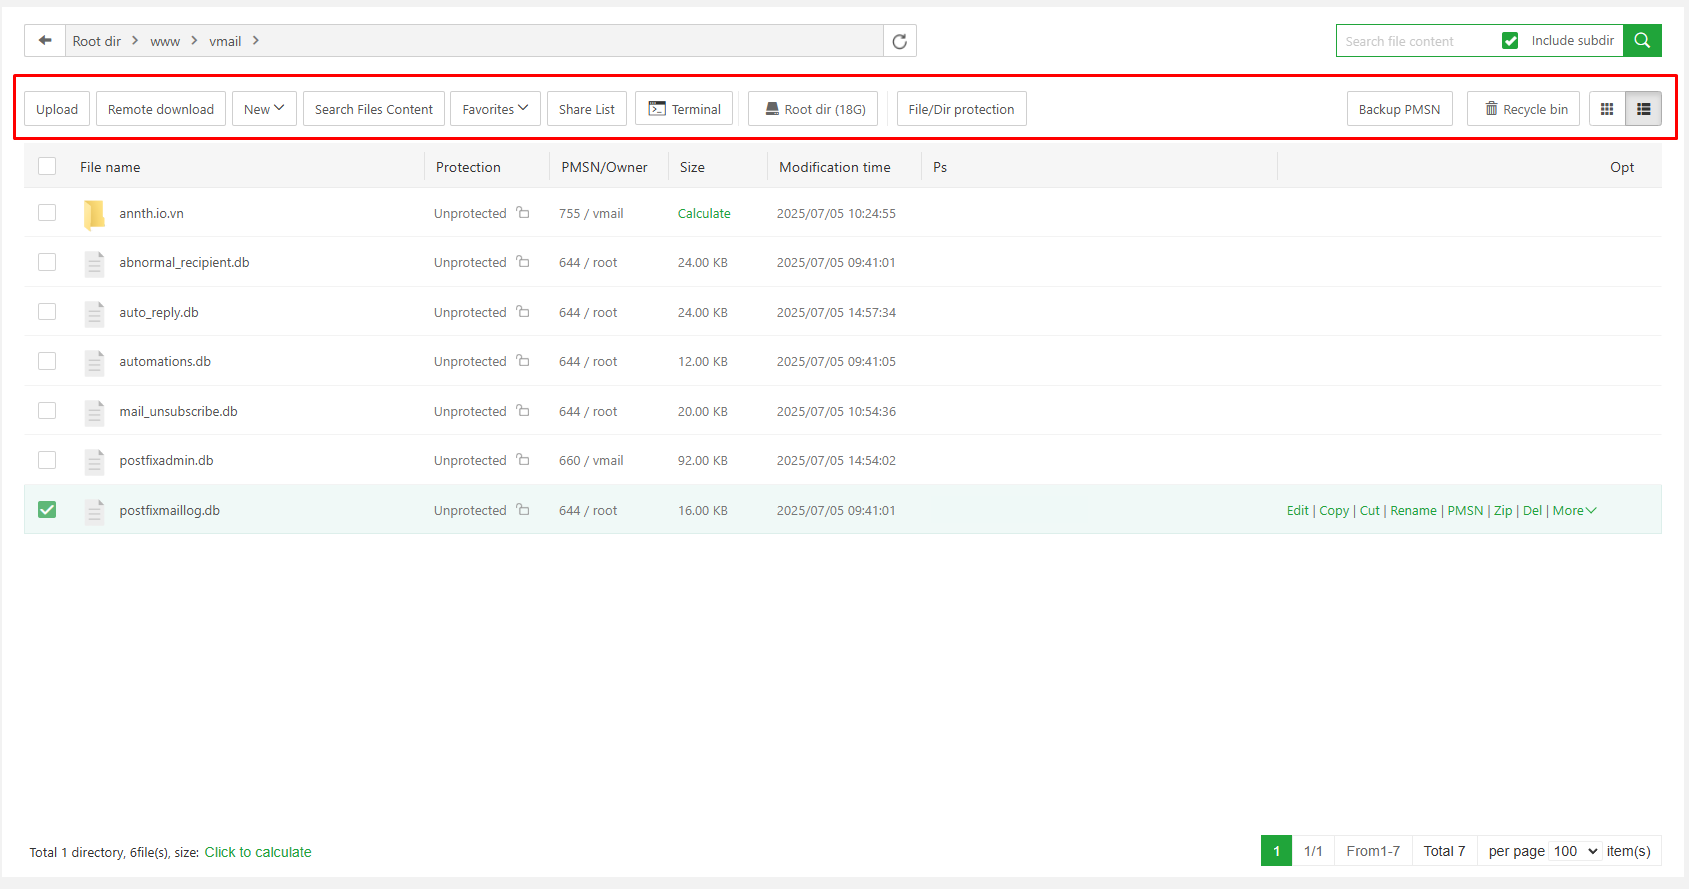 Root dir > www > vmail >
Search file content Include subdir
Upload Remote download New Search Files Content Favorites Share List Terminal Root dir (18G) File/Dir protection Backup PMSN Recycle bin
File name Protection PMSN/Owner Size Modification time Ps Opt
annth.io.vn Unprotected 755 / vmail Calculate 2025/07/05 10:24:55
abnormal_recipient.db Unprotected 644 / root 24.00 KB 2025/07/05 09:41:01
auto_reply.db Unprotected 644 / root 24.00 KB 2025/07/05 14:57:34
automations.db Unprotected 644 / root 12.00 KB 2025/07/05 09:41:05
mail_unsubscribe.db Unprotected 644 / root 20.00 KB 2025/07/05 10:54:36
postfixadmin.db Unprotected 660 / vmail 92.00 KB 2025/07/05 14:54:02
postfixmaillog.db Unprotected 644 / root 16.00 KB 2025/07/05 09:41:01 Edit | Copy | Cut | Rename | PMSN | Zip | Del | More
Total 1 directory, 6file(s), size: Click to calculate 1 1/1 From1-7 Total 7 per page 100 item(s)